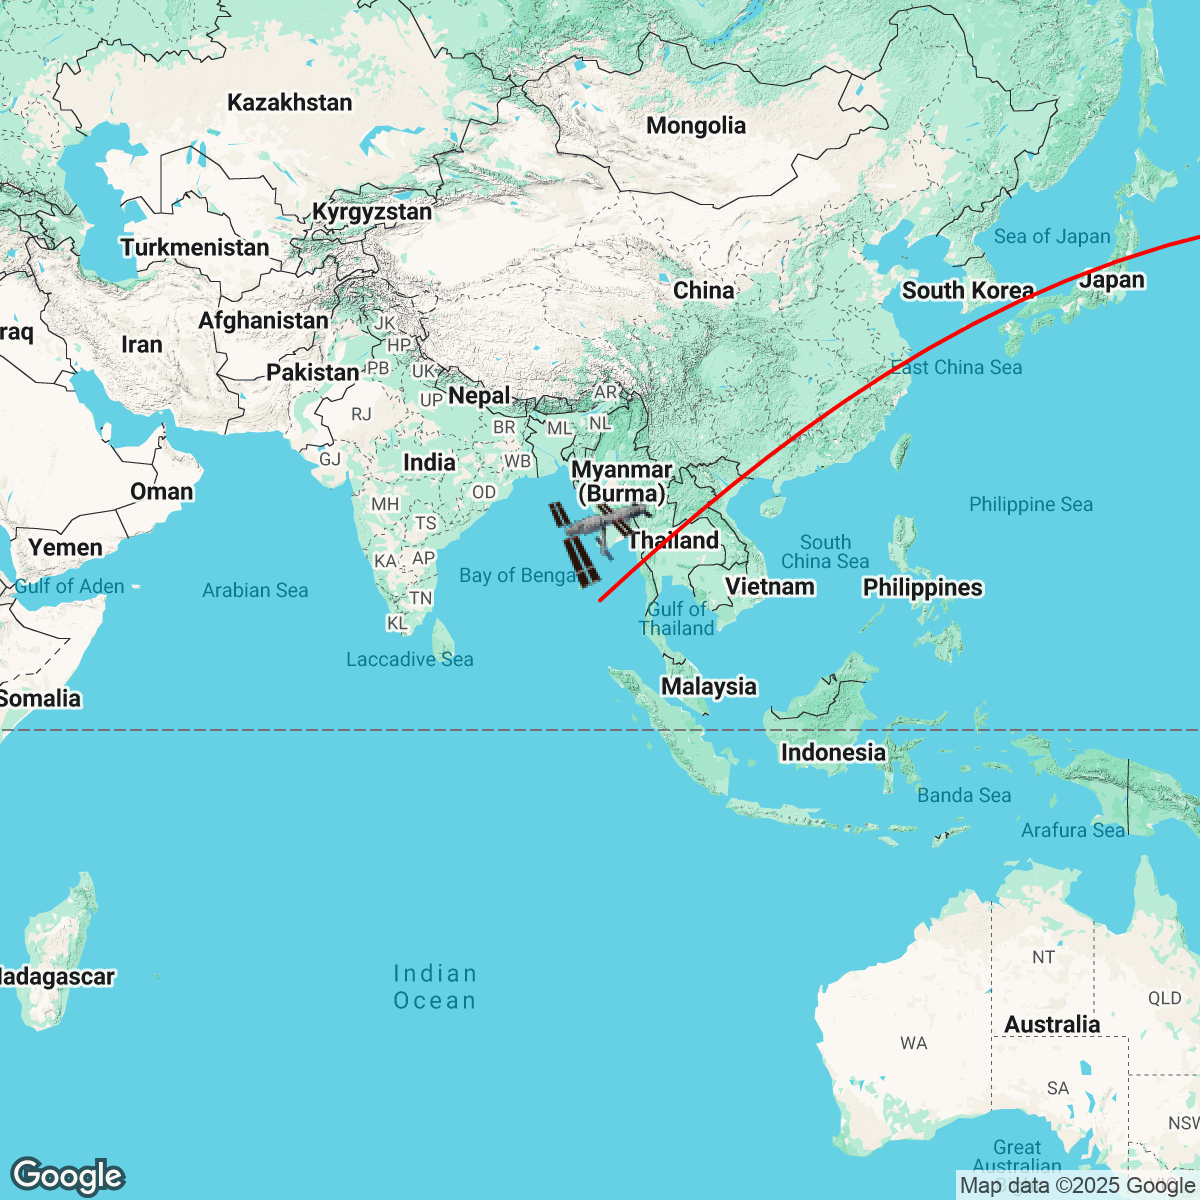 Kazakhstan
Mongolia
Kyrgyzstan
Sea of Japan
Turkmenistan
Japan
China
South Korea
Afghanistan
JK
raq
Iran
HP
Pakistan
PB
UK
East China Sea
Nepal
AR
UP
RJ
BR
ML
NL
GJ
India
WB
Myanmar
(Burma)
Oman
OD
MH
Philippine Sea
TS
Yemen
Thailand
South
China Sea
KA
AP
Gulf of Aden
Arabian Sea
Bay of Benga
Vietnam
Philippines
TN
KL
Gulf of
Thailand
Laccadive Sea
Malaysia
Somalia
Indonesia
Banda Sea
Arafura Sea
Indian
Ocean
NT
adagascar
QLD
Australia
WA
SA
NSW
Great
Australian
Google
Map data ©2025 Google